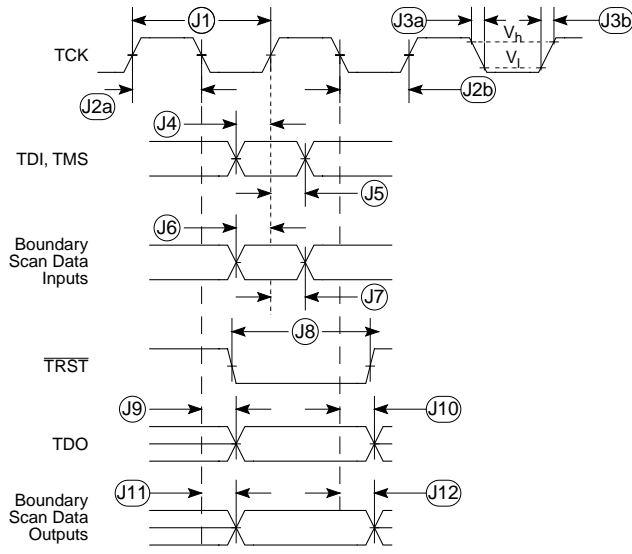 J1
J3a
J3b
Vh
Vl
TCK
J2a
J2b
J4
TDI, TMS
J5
J6
Boundary
Scan Data
Inputs
J7
J8
TRST
J9
J10
TDO
J11
J12
Boundary
Scan Data
Outputs